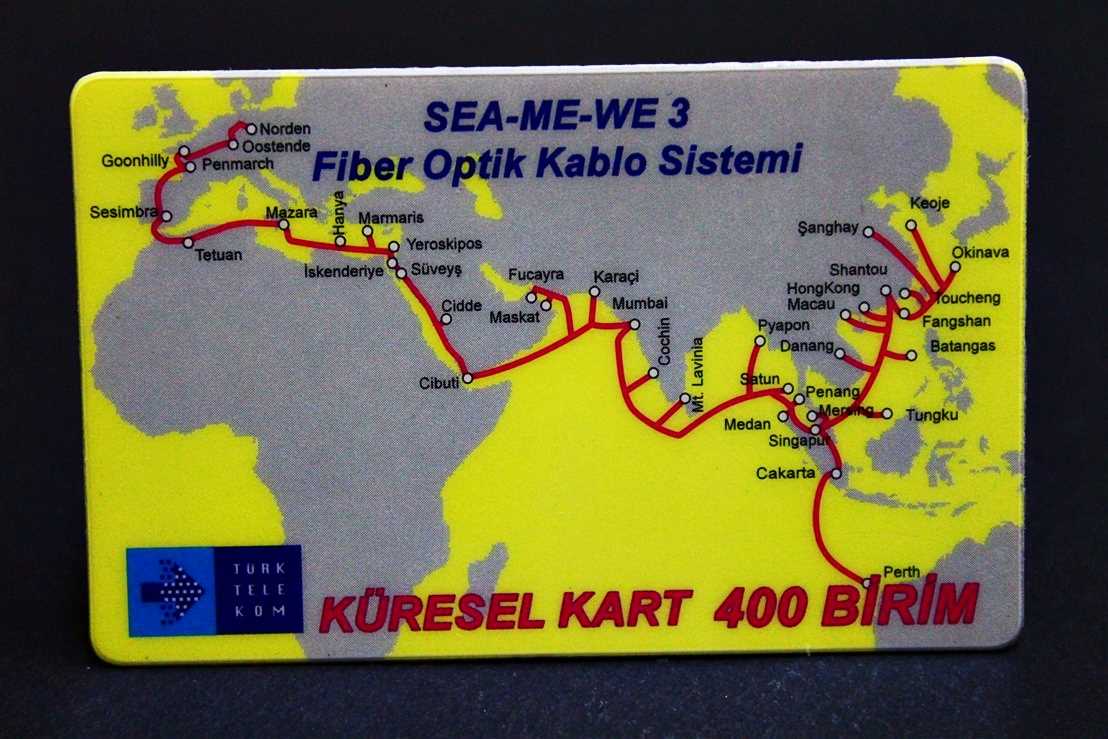 SEA-ME-WE 3
Fiber Optik Kablo Sistemi
Norden
Oostende
Goonhilly
Penmarch
Sesimbra
Tetuan
Mazara
Hanya
Marmaris
Yeroskipos
İskenderiye
Süveyş
Cidde
Cibuti
Fucayra
Maskat
Karaçi
Mumbai
Cochin
Mt. Lavinia
Pyapon
Satun
Penang
Medan
Mersing
Singapur
Cakarta
Perth
Tungku
Batangas
Danang
Macau
HongKong
Shantou
Fangshan
Toucheng
Okinava
Keoje
Şanghay
TÜRK
TELE
KOM
KÜRESEL KART 400 BİRİM